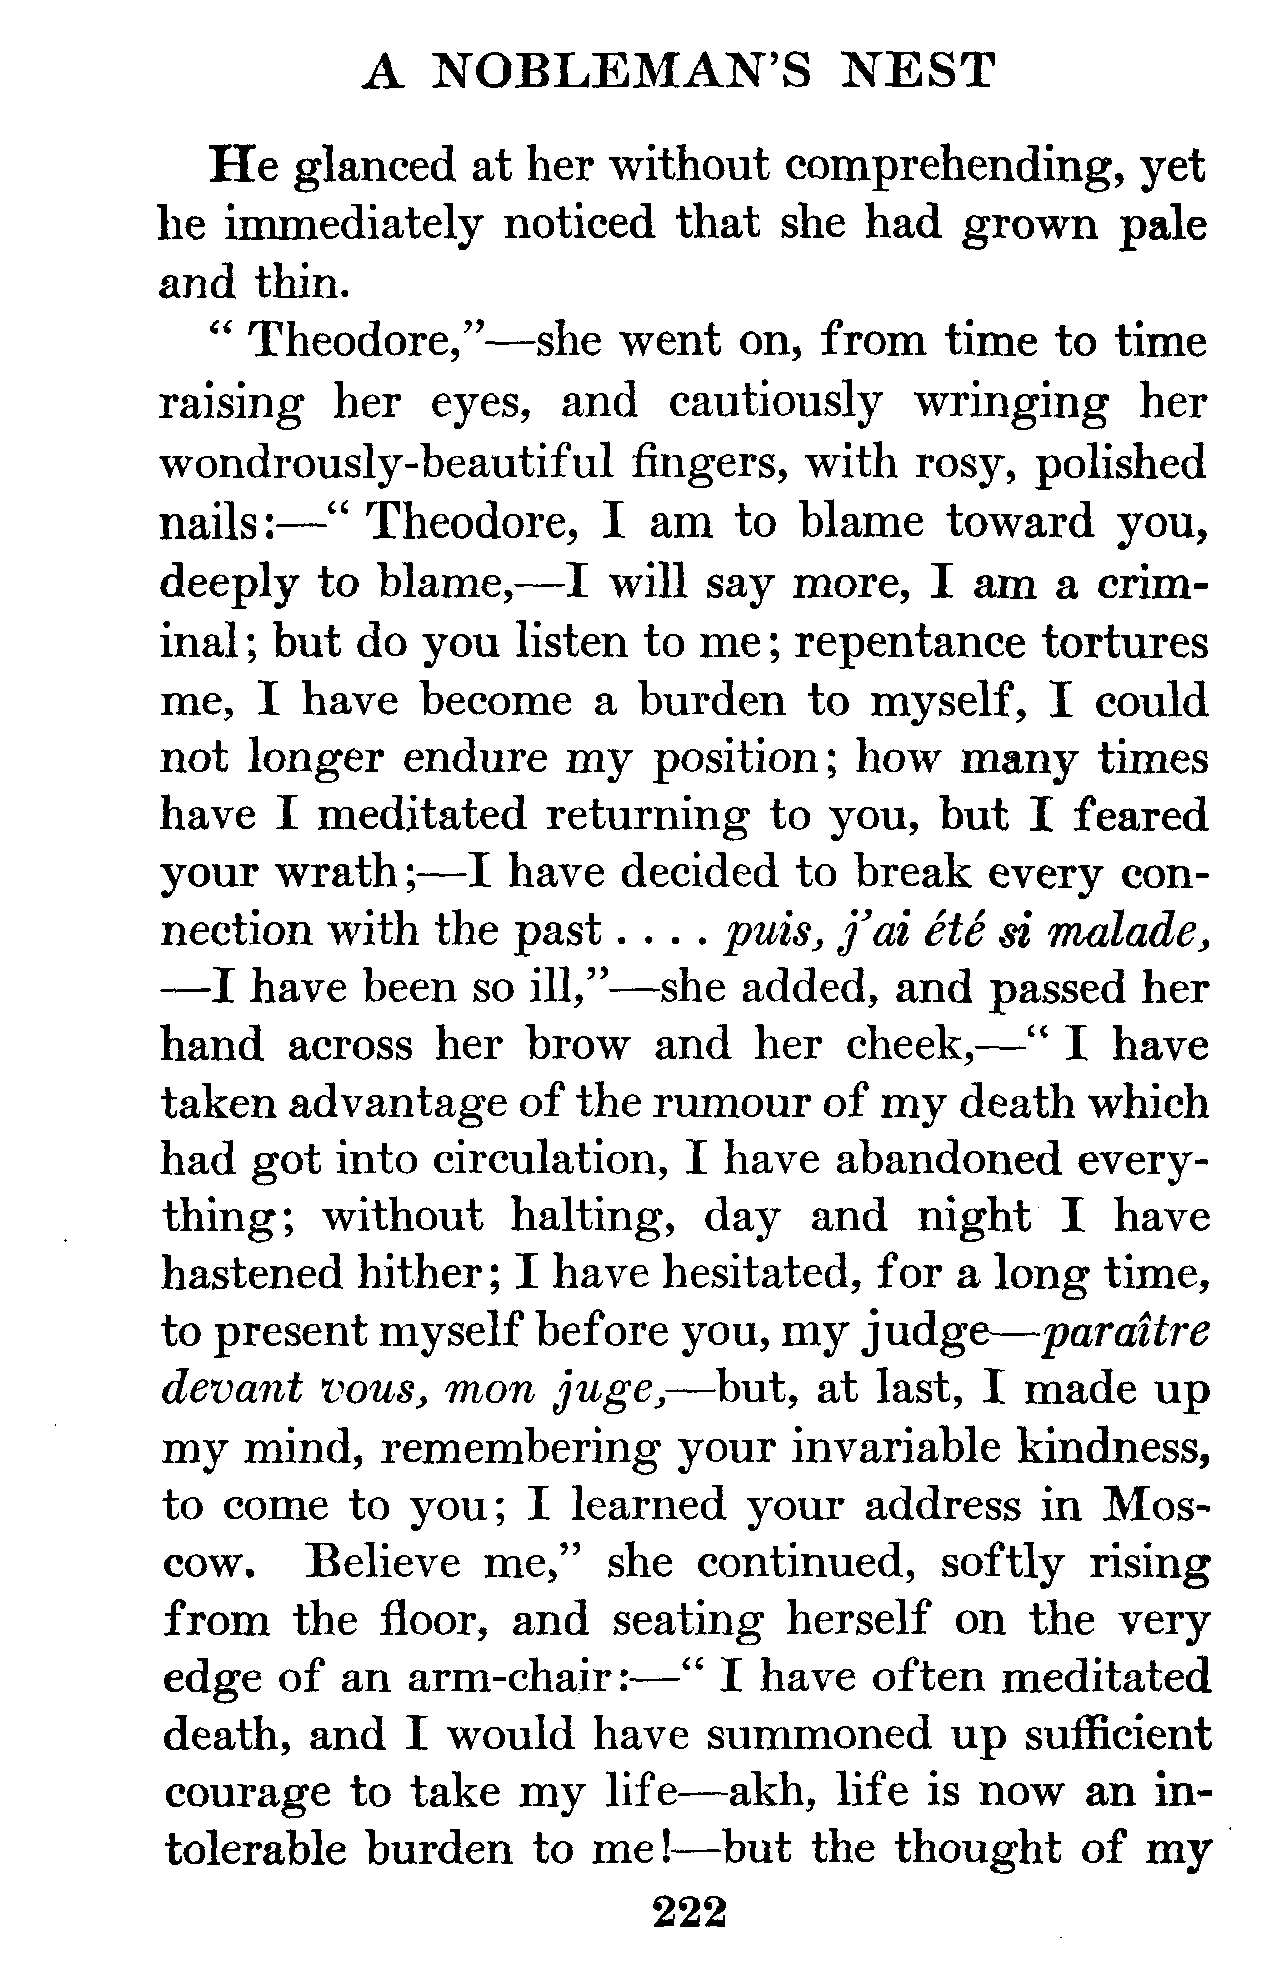 A NOBLEMAN'S NEST
He glanced at her without comprehending, yet
he immediately noticed that she had grown pale
and thin.
“ Theodore,”—she went on, from time to time
raising her eyes, and cautiously wringing her
wondrously-beautiful fingers, with rosy, polished
nails:—“ Theodore, I am to blame toward you,
deeply to blame,—I will say more, I am a crim-
inal; but do you listen to me; repentance tortures
me, I have become a burden to myself, I could
not longer endure my position; how many times
have I meditated returning to you, but I feared
your wrath;—I have decided to break every con-
nection with the past . . . . puis, j'ai été si malade,
—I have been so ill,”—she added, and passed her
hand across her brow and her cheek,—“ I have
taken advantage of the rumour of my death which
had got into circulation, I have abandoned every-
thing; without halting, day and night I have
hastened hither; I have hesitated, for a long time,
to present myself before you, my judge—paraître
devant vous, mon juge,—but, at last, I made up
my mind, remembering your invariable kindness,
to come to you; I learned your address in Mos-
cow. Believe me,” she continued, softly rising
from the floor, and seating herself on the very
edge of an arm-chair:—“ I have often meditated
death, and I would have summoned up sufficient
courage to take my life—akh, life is now an in-
tolerable burden to me!—but the thought of my
222